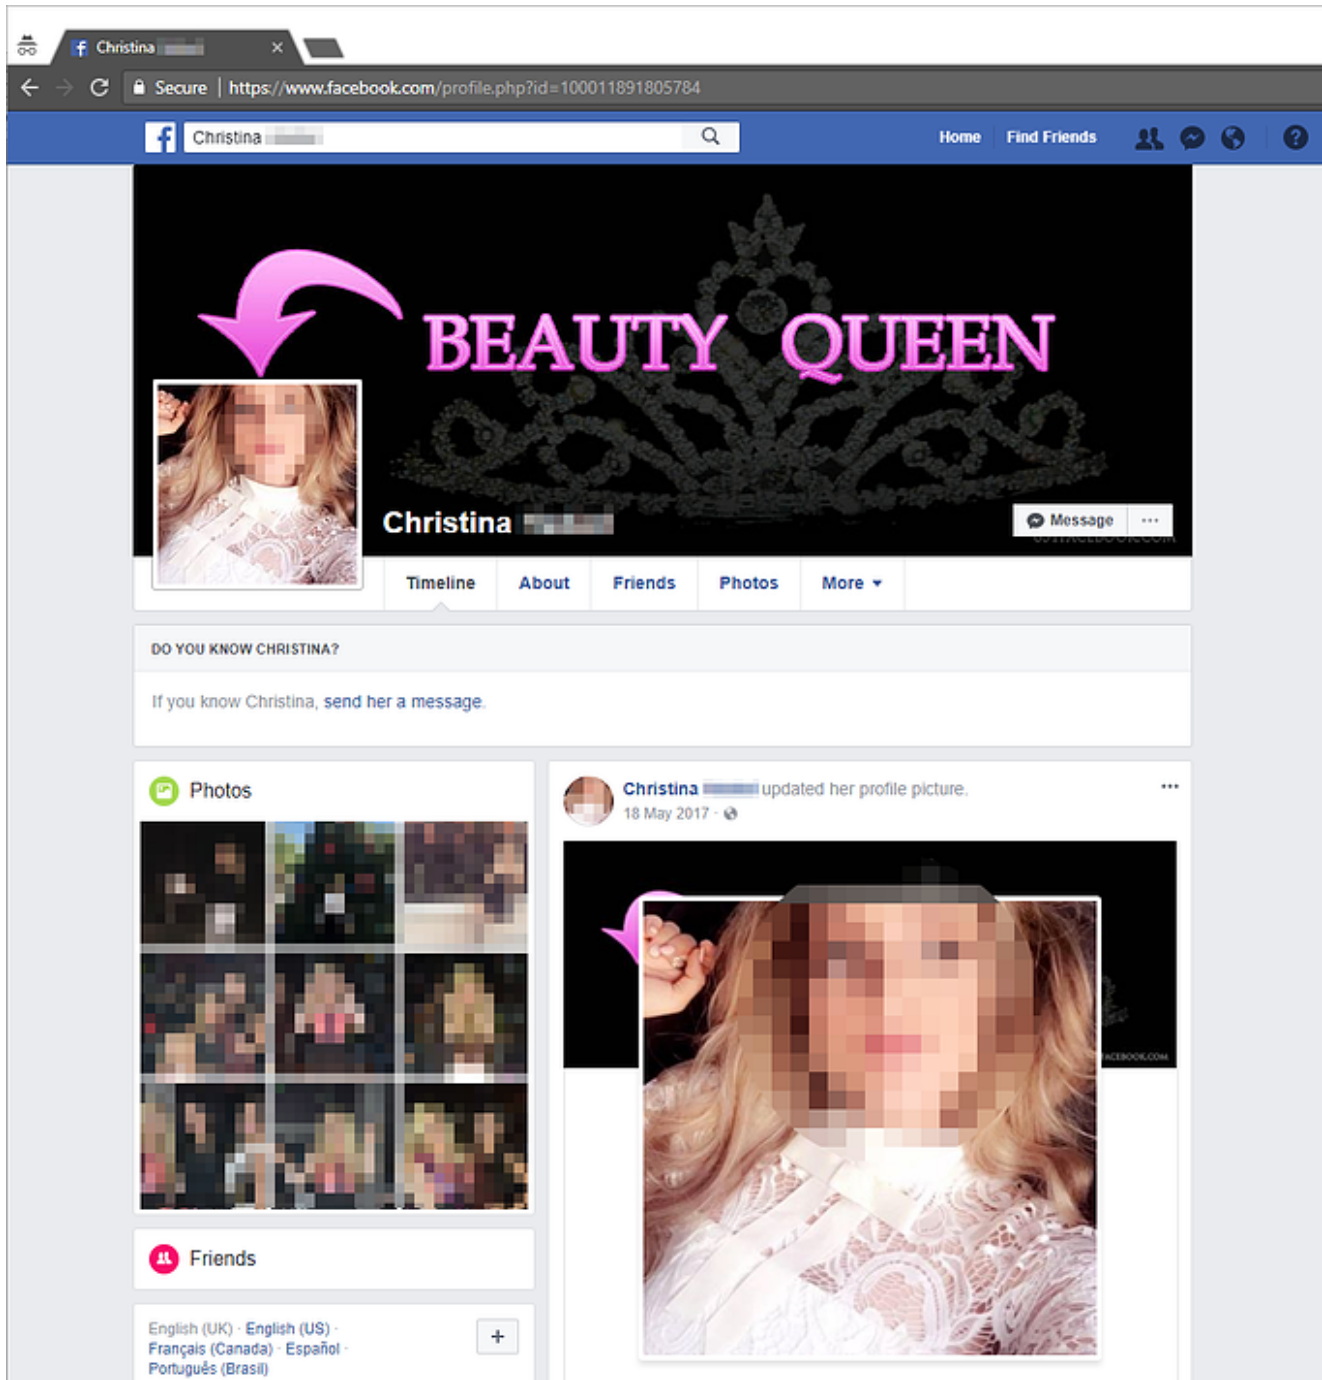 Christina
Secure | https://www.facebook.com/profile.php?id=100011891805784
Christina
Home Find Friends
BEAUTY QUEEN
Christina
Message
Timeline About Friends Photos More
DO YOU KNOW CHRISTINA?
If you know Christina, send her a message.
Photos
Christina updated her profile picture.
18 May 2017
FACEBOOK.COM
Friends
English (UK) · English (US) ·
Français (Canada) · Español ·
Português (Brasil)